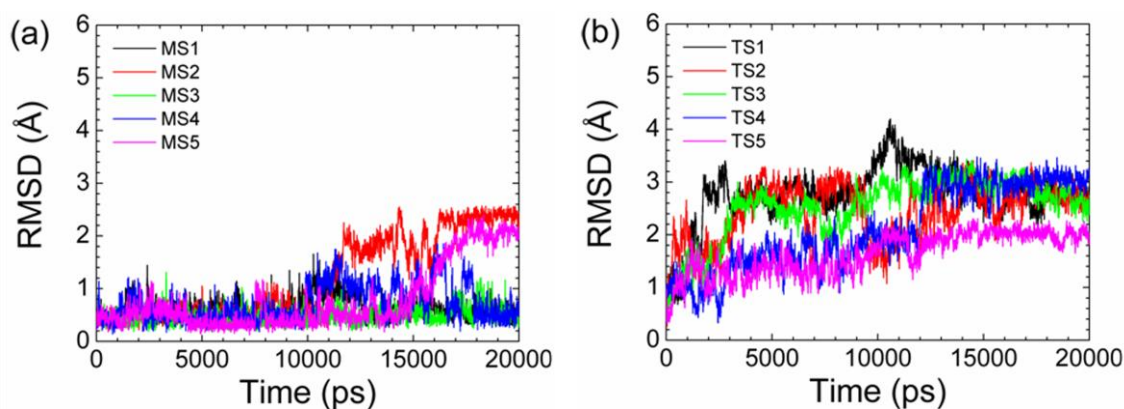 (a)
MS1
MS2
MS3
MS4
MS5
RMSD (Å)
6
5
4
3
2
1
0
0 5000 10000 15000 20000
Time (ps)
(b)
TS1
TS2
TS3
TS4
TS5
RMSD (Å)
6
5
4
3
2
1
0
0 5000 10000 15000 20000
Time (ps)